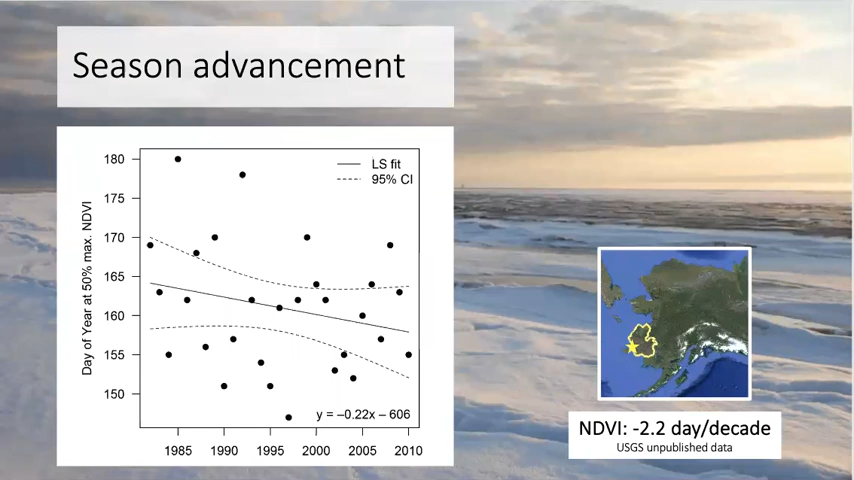 Season advancement
180
175
170
165
160
155
150
Day of Year at 50% max. NDVI
LS fit
95% CI
y = –0.22x – 606
1985 1990 1995 2000 2005 2010
NDVI: -2.2 day/decade
USGS unpublished data